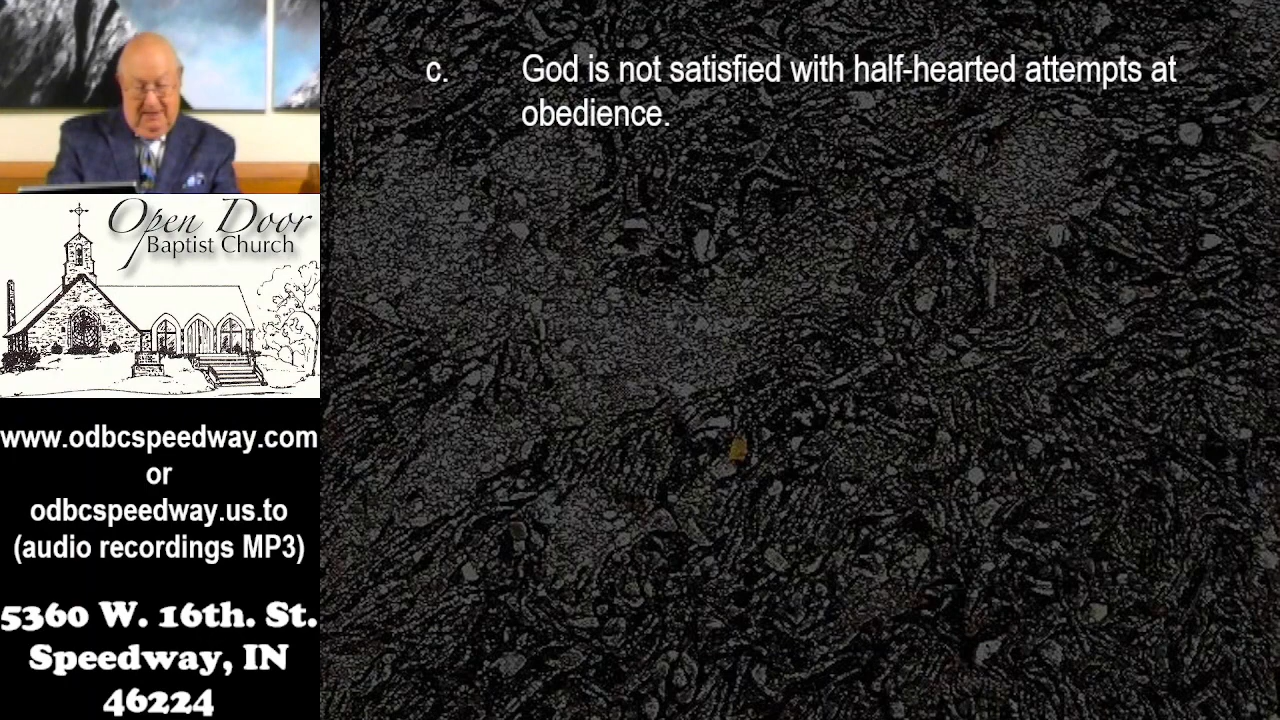 c. God is not satisfied with half-hearted attempts at
obedience.
Open Door
Baptist Church
www.odbcspeedway.com
or
odbcspeedway.us.to
(audio recordings MP3)
5360 W. 16th. St.
Speedway, IN
46224